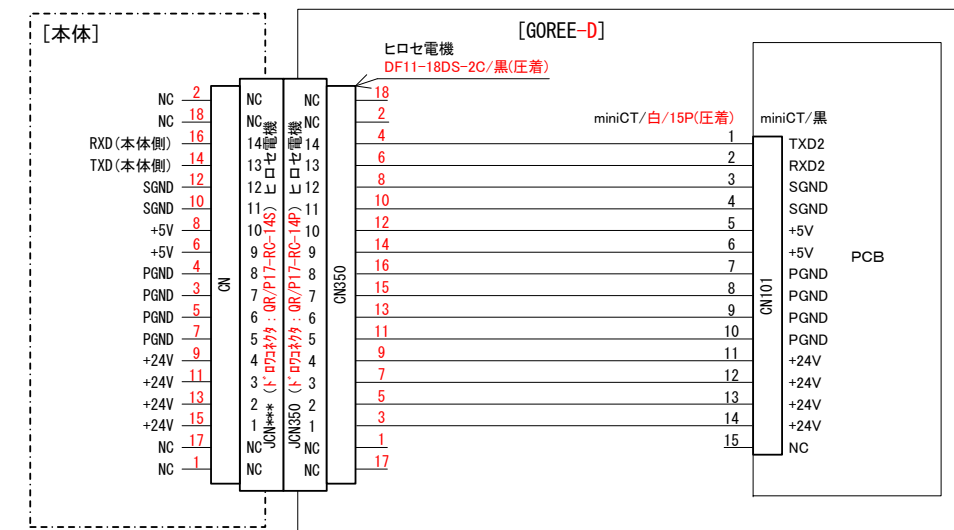 [本体]
[GOREE-D]
ヒロセ電機
DF11-18DS-2C/黒(圧着)
miniCT/白/15P(圧着) miniCT/黒
NC 2 NC NC 18
NC 18 NC NC 2
RXD(本体側) 16 14 14 4 1 TXD2
TXD(本体側) 14 13 13 6 2 RXD2
SGND 12 12 12 8 3 SGND
SGND 10 11 11 10 4 SGND
+5V 8 10 10 12 5 +5V
+5V 6 9 9 14 6 +5V
PGND 4 8 8 16 7 PGND
PGND 3 7 7 15 8 PGND
PGND 5 6 6 13 9 PGND
PGND 7 5 5 11 10 PGND
+24V 9 4 4 9 11 +24V
+24V 11 3 3 7 12 +24V
+24V 13 2 2 5 13 +24V
+24V 15 1 1 3 14 +24V
NC 17 NC NC 1 15 NC
NC 1 NC NC 17
CN
JCN*** (ドロワコネクタ:QR/P17-RC-14S) ヒロセ電機
JCN350 (ドロワコネクタ:QR/P17-RC-14P) ヒロセ電機
CN350
CN101
PCB